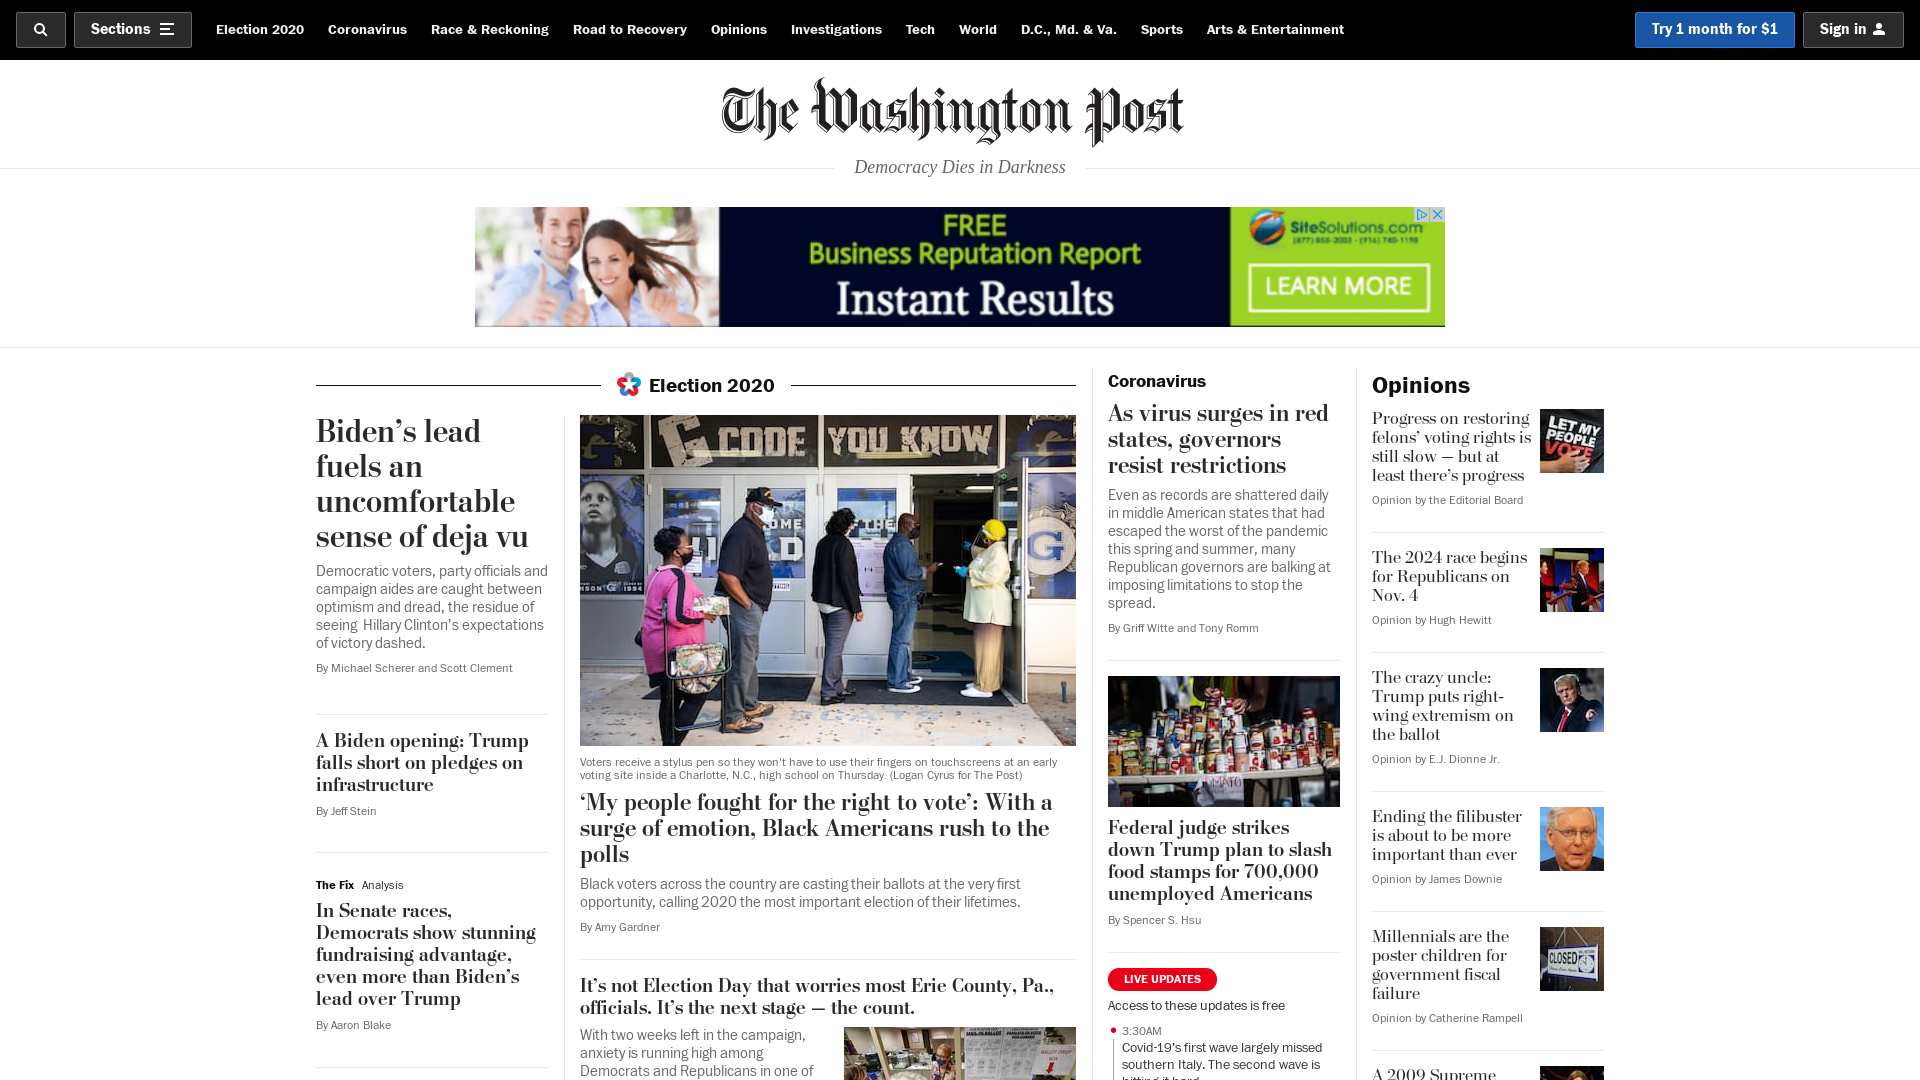 Sections
Election 2020
Coronavirus
Race & Reckoning
Road to Recovery
Opinions
Investigations
Tech
World
D.C., Md. & Va.
Sports
Arts & Entertainment
Try 1 month for $1
Sign in
The Washington Post
Democracy Dies in Darkness
FREE
Business Reputation Report
Instant Results
SiteSolutions.com
LEARN MORE
Election 2020
Biden’s lead
fuels an
uncomfortable
sense of deja vu
Democratic voters, party officials and
campaign aides are caught between
optimism and dread, the residue of
seeing Hillary Clinton’s expectations
of victory dashed.
By Michael Scherer and Scott Clement
A Biden opening: Trump
falls short on pledges on
infrastructure
By Jeff Stein
The Fix Analysis
In Senate races,
Democrats show stunning
fundraising advantage,
even more than Biden’s
lead over Trump
By Aaron Blake
G CODE YOU KNOW
Voters receive a stylus pen so they won't have to use their fingers on touchscreens at an early
voting site inside a Charlotte, N.C., high school on Thursday. (Logan Cyrus for The Post)
‘My people fought for the right to vote’: With a
surge of emotion, Black Americans rush to the
polls
Black voters across the country are casting their ballots at the very first
opportunity, calling 2020 the most important election of their lifetimes.
By Amy Gardner
It’s not Election Day that worries most Erie County, Pa.,
officials. It’s the next stage — the count.
With two weeks left in the campaign,
anxiety is running high among
Democrats and Republicans in one of
Coronavirus
As virus surges in red
states, governors
resist restrictions
Even as records are shattered daily
in middle American states that had
escaped the worst of the pandemic
this spring and summer, many
Republican governors are balking at
imposing limitations to stop the
spread.
By Griff Witte and Tony Romm
Federal judge strikes
down Trump plan to slash
food stamps for 700,000
unemployed Americans
By Spencer S. Hsu
LIVE UPDATES
Access to these updates is free
3:30AM
Covid-19's first wave largely missed
southern Italy. The second wave is
hitting it hard
Opinions
Progress on restoring
felons’ voting rights is
still slow — but at
least there’s progress
Opinion by the Editorial Board
LET MY
PEOPLE
VOTE
The 2024 race begins
for Republicans on
Nov. 4
Opinion by Hugh Hewitt
The crazy uncle:
Trump puts right-
wing extremism on
the ballot
Opinion by E.J. Dionne Jr.
Ending the filibuster
is about to be more
important than ever
Opinion by James Downie
Millennials are the
poster children for
government fiscal
failure
Opinion by Catherine Rampell
CLOSED
A 2009 Supreme